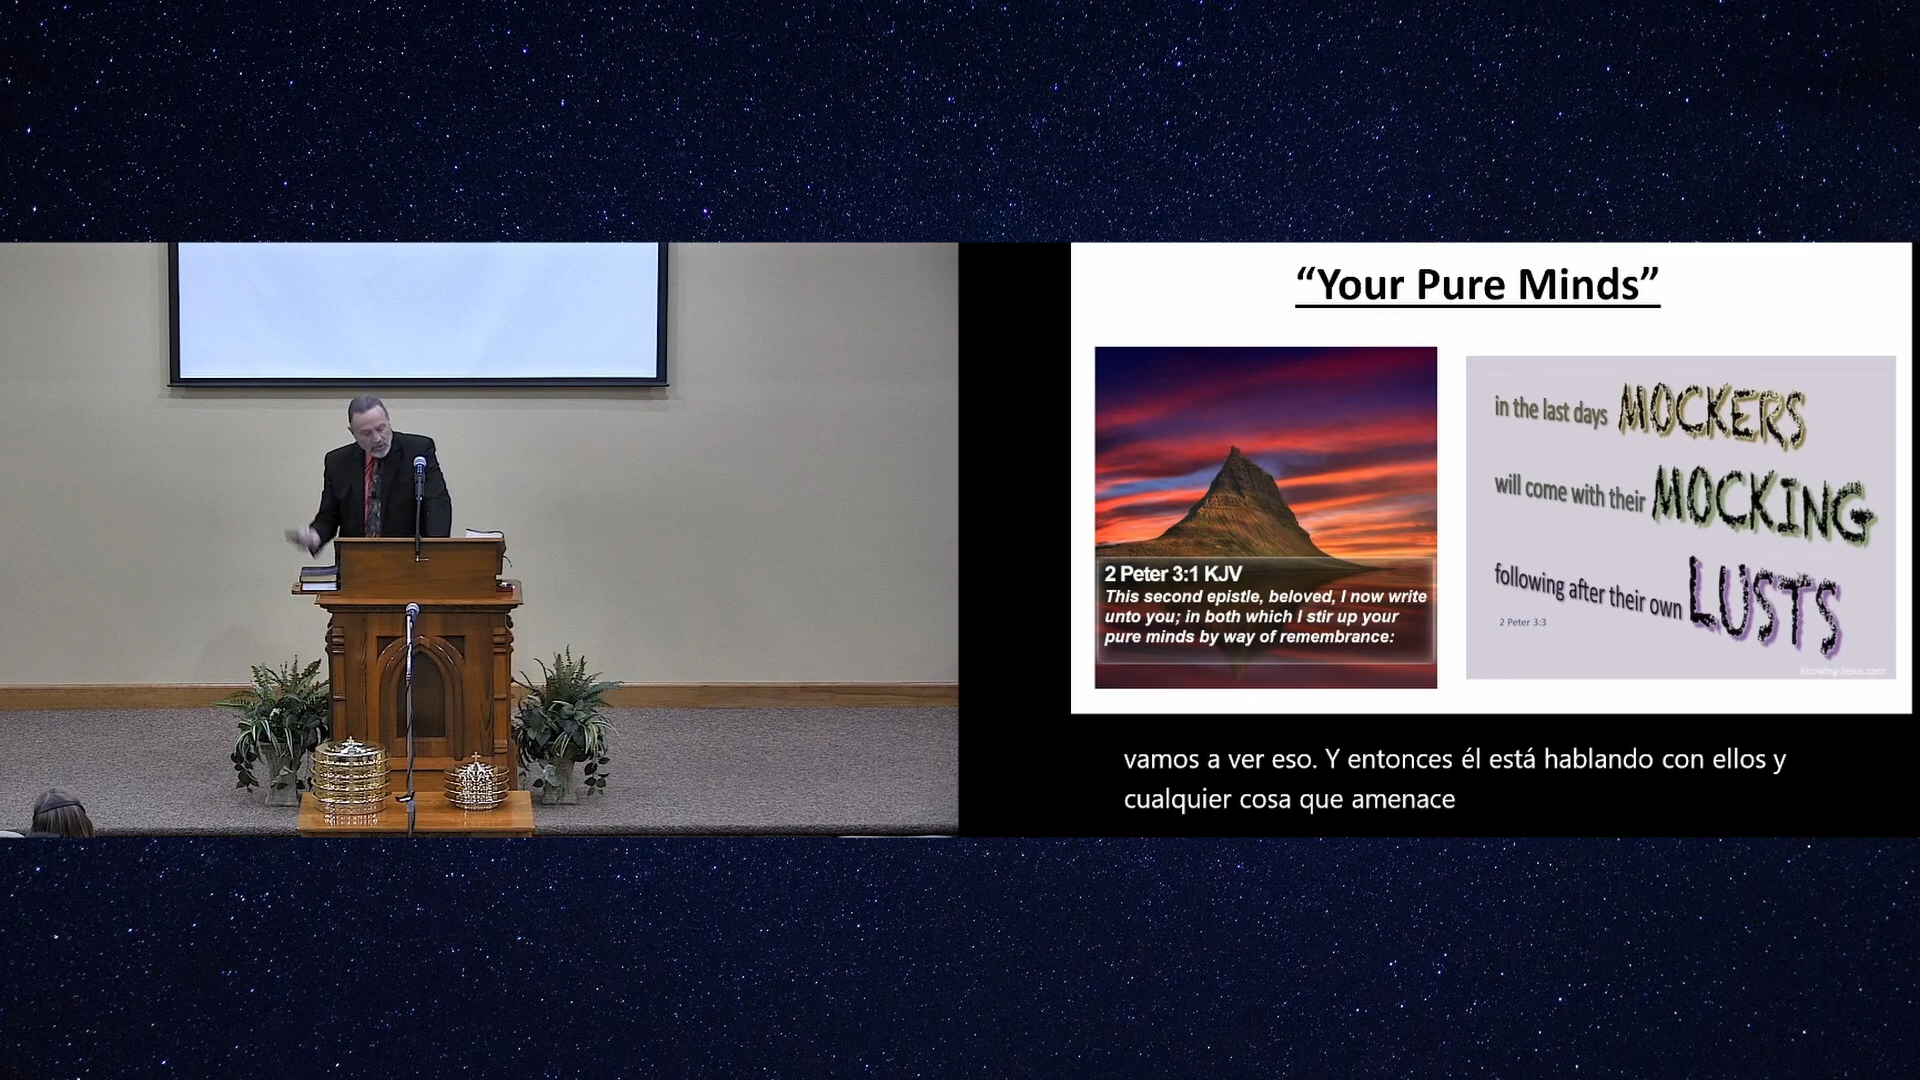 “Your Pure Minds”
2 Peter 3:1 KJV
This second epistle, beloved, I now write
unto you; in both which I stir up your
pure minds by way of remembrance:
in the last days MOCKERS
will come with their MOCKING
following after their own LUSTS
2 Peter 3:3
Knowing-Jesus.com
vamos a ver eso. Y entonces él está hablando con ellos y
cualquier cosa que amenace